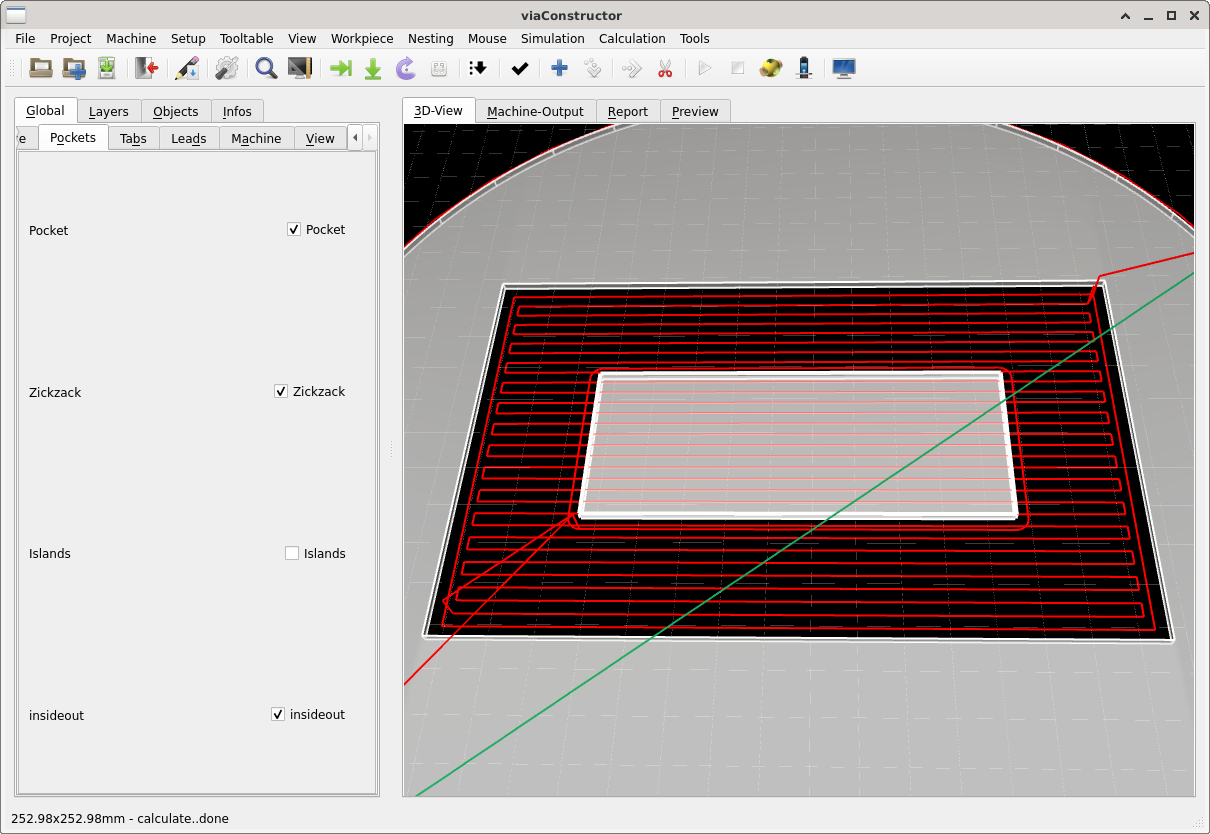 viaConstructor
File Project Machine Setup Tooltable View Workpiece Nesting Mouse Simulation Calculation Tools
Global Layers Objects Infos
3D-View Machine-Output Report Preview
e Pockets Tabs Leads Machine View
Pocket Pocket
Zickzack Zickzack
Islands Islands
insideout insideout
252.98x252.98mm - calculate..done